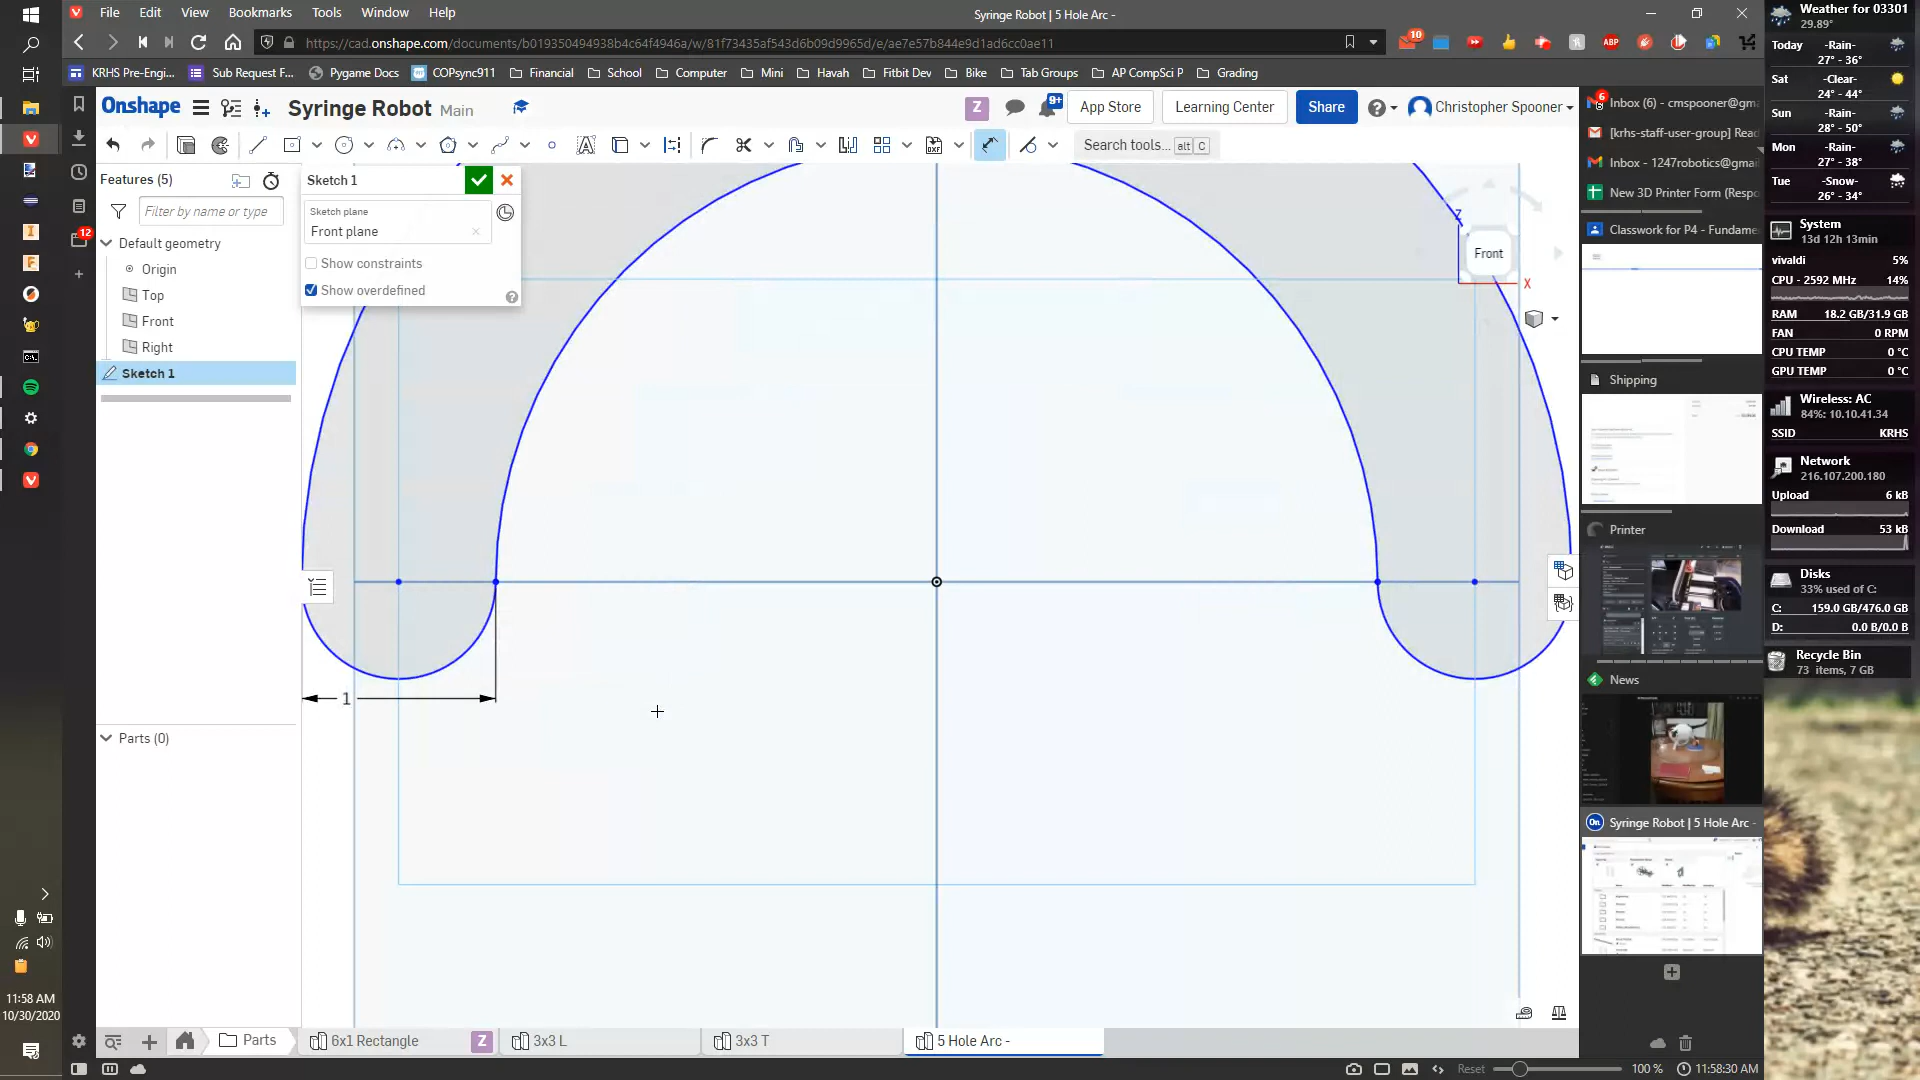 File Edit View Bookmarks Tools Window Help
Syringe Robot | 5 Hole Arc -
https://cad.onshape.com/documents/b019350494938b4c64f4946a/w/81f73435af543d6b09d9965d/e/ae7e57b844e9d1ad6cc0ae11
10
ABP
KRHS Pre-Engi... Sub Request F... Pygame Docs COPsync911 Financial School Computer Mini Havah Fitbit Dev Bike Tab Groups AP CompSci P Grading
Onshape Syringe Robot Main
Z
9+
App Store Learning Center Share Christopher Spooner
Search tools... alt C
Features (5)
Filter by name or type
Default geometry
Origin
Top
Front
Right
Sketch 1
Parts (0)
Sketch 1
Sketch plane
Front plane
Show constraints
Show overdefined
Z
Front
X
1
12
Parts
6x1 Rectangle
Z
3x3 L
3x3 T
5 Hole Arc -
Reset 100 % 11:58:30 AM
11:58 AM
10/30/2020
6
Inbox (6) - cmspooner@gma
[krhs-staff-user-group] Read
Inbox - 1247robotics@gmai
New 3D Printer Form (Respo
Classwork for P4 - Fundame
Shipping
Printer
News
Syringe Robot | 5 Hole Arc -
Weather for 03301
29.89°
Today -Rain- 27° - 36°
Sat -Clear- 24° - 44°
Sun -Rain- 28° - 50°
Mon -Rain- 27° - 38°
Tue -Snow- 26° - 34°
System
13d 12h 13min
vivaldi 5%
CPU - 2592 MHz 14%
RAM 18.2 GB/31.9 GB
FAN 0 RPM
CPU TEMP 0 °C
GPU TEMP 0 °C
Wireless: AC
84%: 10.10.41.34
SSID KRHS
Network
216.107.200.180
Upload 6 kB
Download 53 kB
Disks
33% used of C:
C: 159.0 GB/476.0 GB
D: 0.0 B/0.0 B
Recycle Bin
73 items, 7 GB